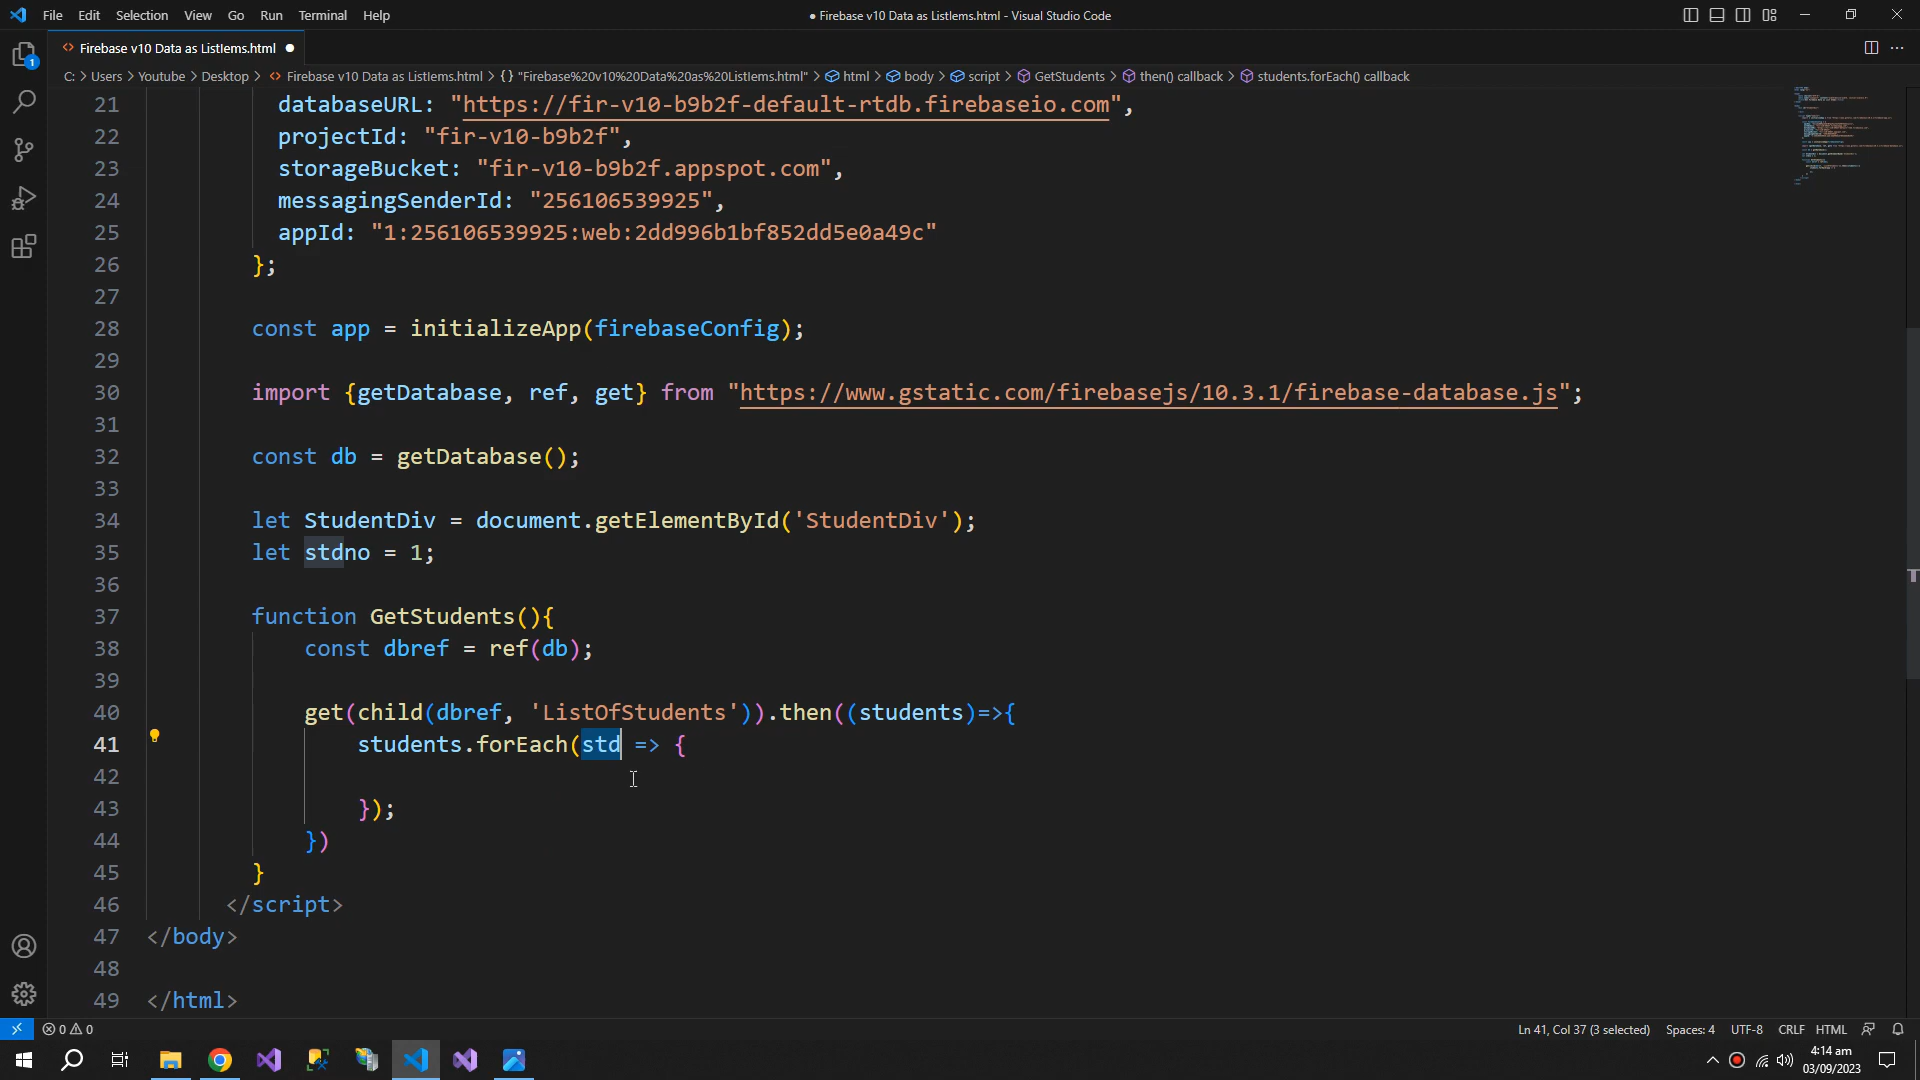 File Edit Selection View Go Run Terminal Help
● Firebase v10 Data as ListIems.html - Visual Studio Code
Firebase v10 Data as ListIems.html ●
C: > Users > Youtube > Desktop > Firebase v10 Data as ListIems.html > {} "Firebase%20v10%20Data%20as%20ListIems.html" > html > body > script > GetStudents > then() callback > students.forEach() callback
1
21 databaseURL: "https://fir-v10-b9b2f-default-rtdb.firebaseio.com",
22 projectId: "fir-v10-b9b2f",
23 storageBucket: "fir-v10-b9b2f.appspot.com",
24 messagingSenderId: "256106539925",
25 appId: "1:256106539925:web:2dd996b1bf852dd5e0a49c"
26 };
27
28 const app = initializeApp(firebaseConfig);
29
30 import {getDatabase, ref, get} from "https://www.gstatic.com/firebasejs/10.3.1/firebase-database.js";
31
32 const db = getDatabase();
33
34 let StudentDiv = document.getElementById('StudentDiv');
35 let stdno = 1;
36
37 function GetStudents(){
38 const dbref = ref(db);
39
40 get(child(dbref, 'ListOfStudents')).then((students)=>{
41 students.forEach(std => {
42
43 });
44 })
45 }
46 </script>
47 </body>
48
49 </html>
0 0
Ln 41, Col 37 (3 selected) Spaces: 4 UTF-8 CRLF HTML
4:14 am
03/09/2023